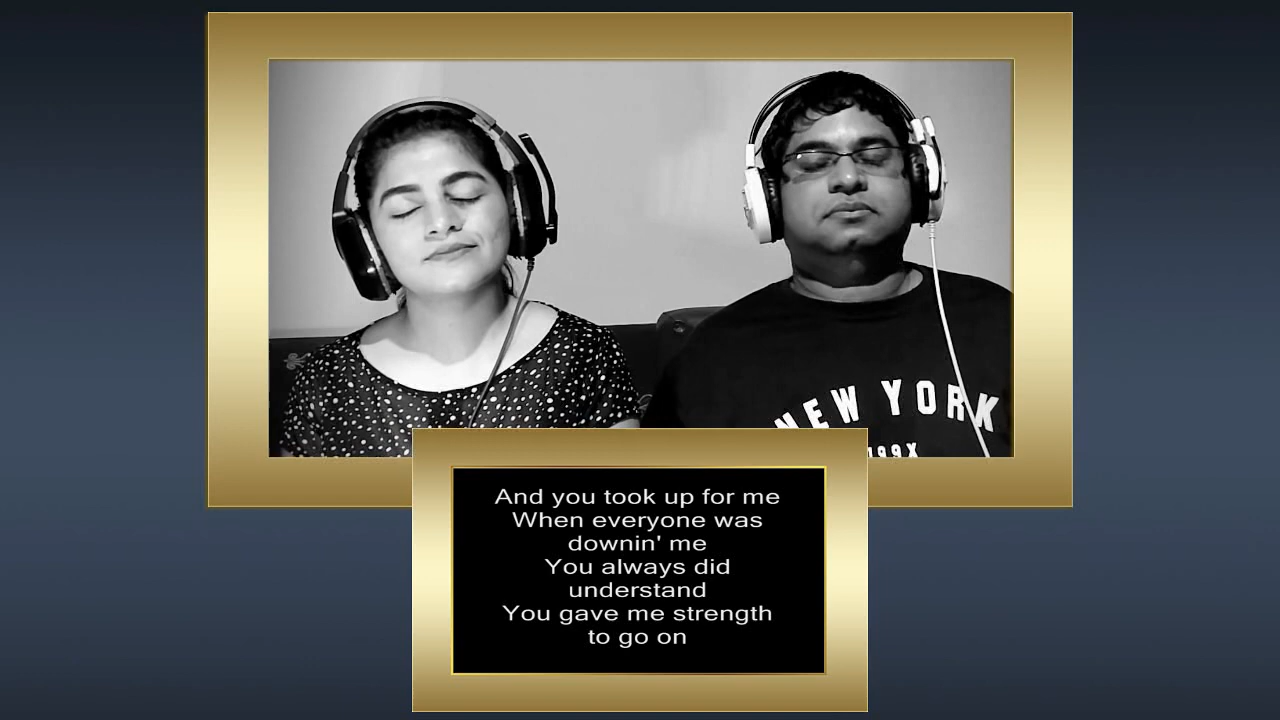 NEW YORK
199X
And you took up for me
When everyone was
downin' me
You always did
understand
You gave me strength
to go on